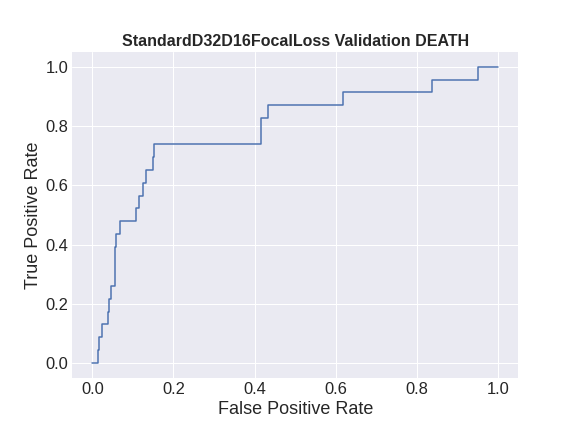 StandardD32D16FocalLoss Validation DEATH
1.0
0.8
0.6
0.4
0.2
0.0
True Positive Rate
0.0 0.2 0.4 0.6 0.8 1.0
False Positive Rate